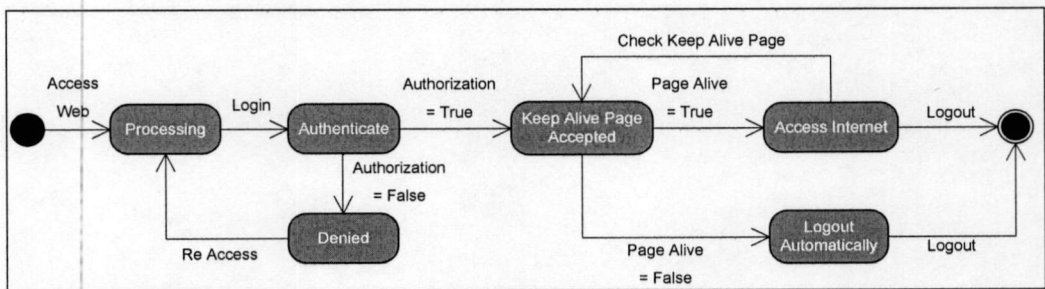 Check Keep Alive Page
Access
Web
Login
Authorization
= True
Page Alive
= True
Logout
Processing
Authenticate
Keep Alive Page
Accepted
Access Internet
Authorization
= False
Denied
Re Access
Page Alive
= False
Logout
Automatically
Logout